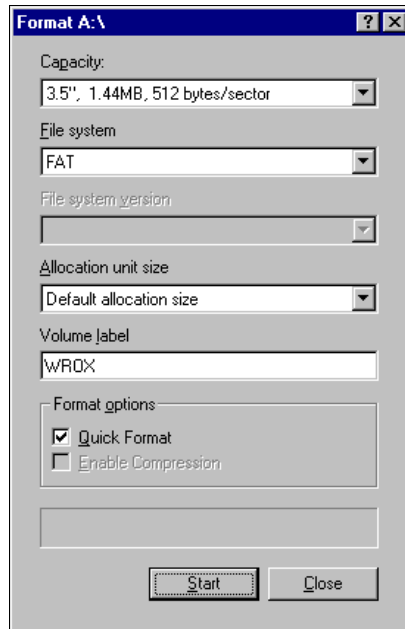 Format A:\
Capacity:
3.5", 1.44MB, 512 bytes/sector
File system
FAT
File system version
Allocation unit size
Default allocation size
Volume label
WROX
Format options
Quick Format
Enable Compression
Start Close